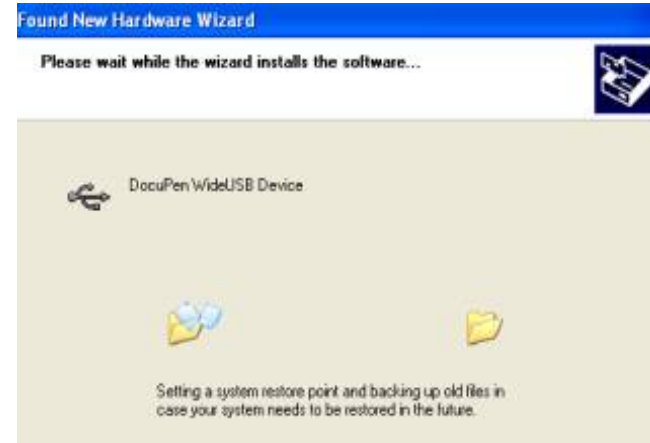 Found New Hardware Wizard
Please wait while the wizard installs the software...
DocuPen WideUSB Device
Setting a system restore point and backing up old files in
case your system needs to be restored in the future.